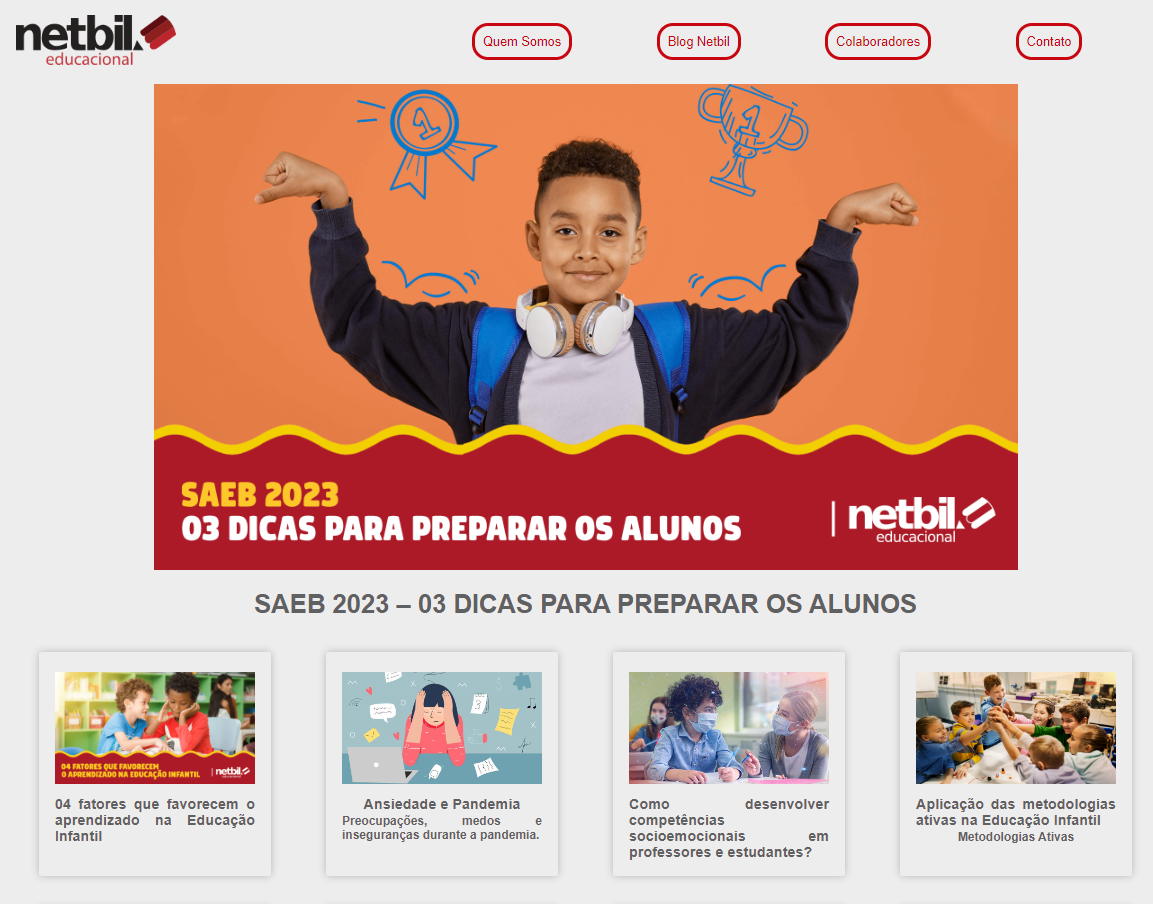 netbil
educacional
Quem Somos
Blog Netbil
Colaboradores
Contato
1
1
SAEB 2023
03 DICAS PARA PREPARAR OS ALUNOS
netbil
educacional
SAEB 2023 – 03 DICAS PARA PREPARAR OS ALUNOS
04 FATORES QUE FAVORECEM
O APRENDIZADO NA EDUCAÇÃO INFANTIL
netbil
04 fatores que favorecem o
aprendizado na Educação
Infantil
3
Ansiedade e Pandemia
Preocupações, medos e
inseguranças durante a pandemia.
Como desenvolver
competências
socioemocionais em
professores e estudantes?
Aplicação das metodologias
ativas na Educação Infantil
Metodologias Ativas